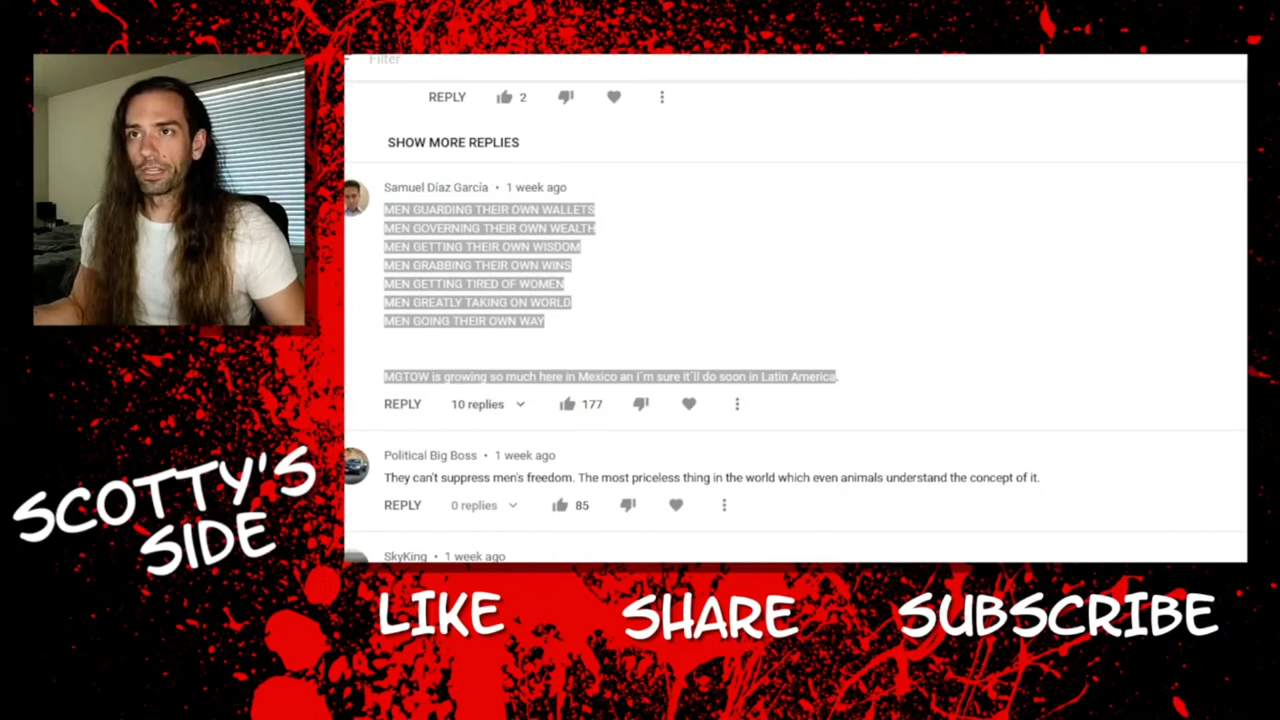 Filter
REPLY 2
SHOW MORE REPLIES
Samuel Díaz García • 1 week ago
MEN GUARDING THEIR OWN WALLETS
MEN GOVERNING THEIR OWN WEALTH
MEN GETTING THEIR OWN WISDOM
MEN GRABBING THEIR OWN WINS
MEN GETTING TIRED OF WOMEN
MEN GREATLY TAKING ON WORLD
MEN GOING THEIR OWN WAY
MGTOW is growing so much here in Mexico an I´m sure it´ll do soon in Latin America.
REPLY 10 replies 177
Political Big Boss • 1 week ago
They can't suppress men's freedom. The most priceless thing in the world which even animals understand the concept of it.
REPLY 0 replies 85
SkyKing • 1 week ago
SCOTTY'S
SIDE
LIKE SHARE SUBSCRIBE